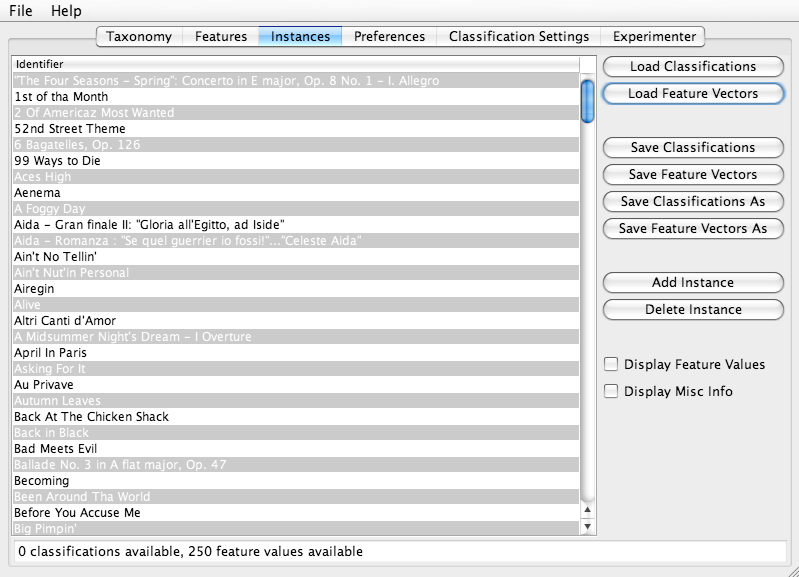 File Help
Taxonomy Features Instances Preferences Classification Settings Experimenter
Identifier
"The Four Seasons – Spring": Concerto in E major, Op. 8 No. 1 – I. Allegro
1st of tha Month
2 Of Americaz Most Wanted
52nd Street Theme
6 Bagatelles, Op. 126
99 Ways to Die
Aces High
Aenema
A Foggy Day
Aida – Gran finale II: "Gloria all'Egitto, ad Iside"
Aida – Romanza : "Se quel guerrier io fossi!"..."Celeste Aida"
Ain't No Tellin'
Ain't Nut'in Personal
Airegin
Alive
Altri Canti d'Amor
A Midsummer Night's Dream – I Overture
April In Paris
Asking For It
Au Privave
Autumn Leaves
Back At The Chicken Shack
Back in Black
Bad Meets Evil
Ballade No. 3 in A flat major, Op. 47
Becoming
Been Around Tha World
Before You Accuse Me
Big Pimpin'
Load Classifications
Load Feature Vectors
Save Classifications
Save Feature Vectors
Save Classifications As
Save Feature Vectors As
Add Instance
Delete Instance
Display Feature Values
Display Misc Info
0 classifications available, 250 feature values available